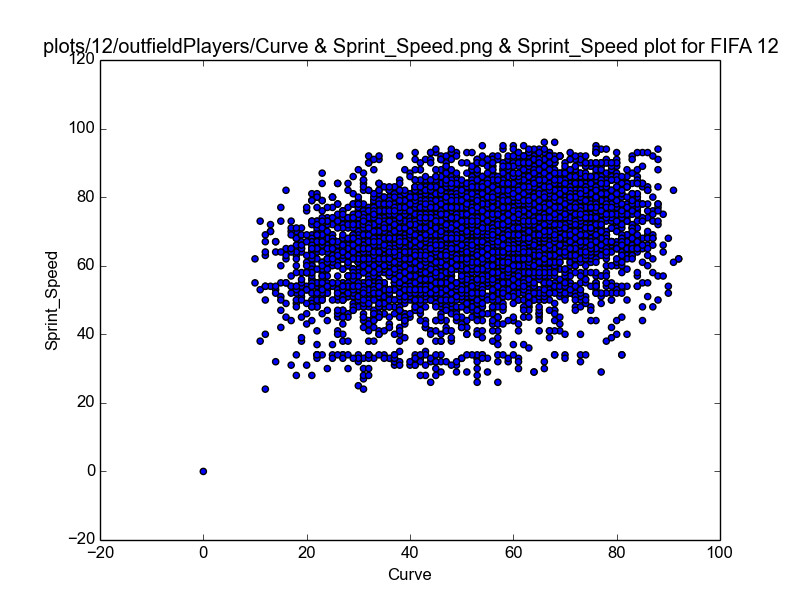 plots/12/outfieldPlayers/Curve & Sprint_Speed.png & Sprint_Speed plot for FIFA 12
120
100
80
60
40
20
0
−20
Sprint_Speed
−20 0 20 40 60 80 100
Curve